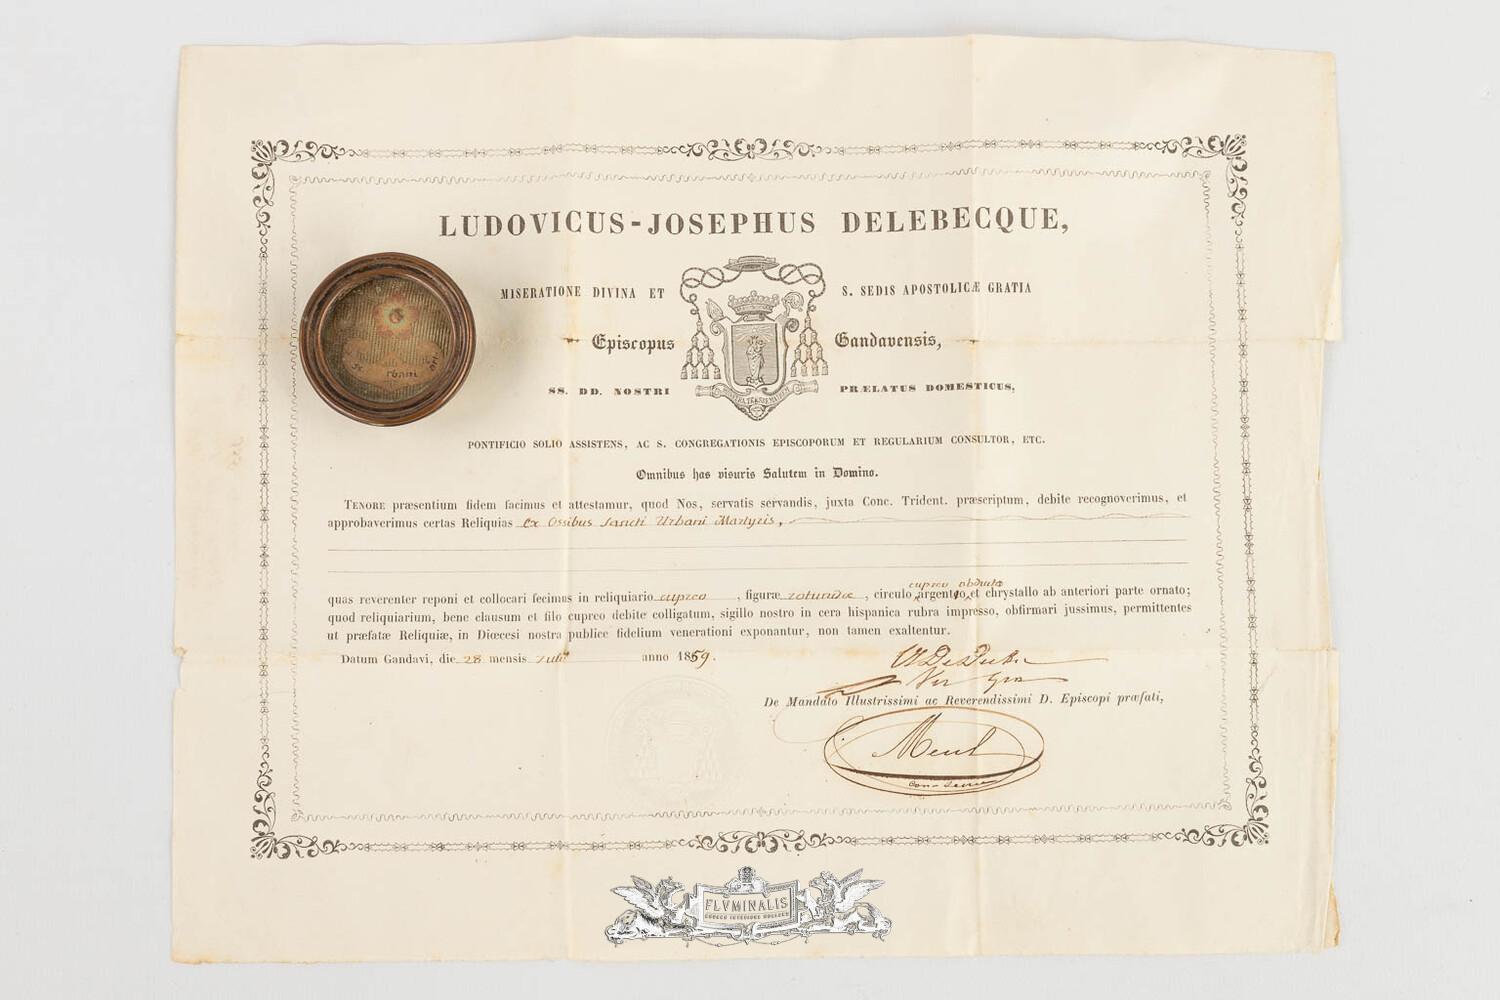 LUDOVICUS-JOSEPHUS DELEBECQUE,
MISERATIONE DIVINA ET S. SEDIS APOSTOLICÆ GRATIA
Episcopus Gandavensis,
SS. DD. NOSTRI PRÆLATUS DOMESTICUS,
PONTIFICIO SOLIO ASSISTENS, AC S. CONGREGATIONIS EPISCOPORUM ET REGULARIUM CONSULTOR, ETC.
Omnibus has visuris Salutem in Domino.
TENORE præsentium fidem facimus et attestamur, quod Nos, servatis servandis, juxta Conc. Trident. præscriptum, debite recognoverimus, et
approbaverimus certas Reliquias ex Ossibus sancti Urbani Martyris,
cupreo obducto
quas reverenter reponi et collocari fecimus in reliquiario cupreo, figuræ rotundæ, circulo argenteo et chrystallo ab anteriori parte ornato;
quod reliquiarium, bene clausum et filo cupreo debite colligatum, sigillo nostro in cera hispanica rubra impresso, obfirmari jussimus, permittentes
ut præfatæ Reliquiæ, in Diœcesi nostra publice fidelium venerationi exponantur, non tamen exaltentur.
Datum Gandavi, die 28 mensis Julii anno 1859.
De Mandato Illustrissimi ac Reverendissimi D. Episcopi præfati,
FLVMINALIS